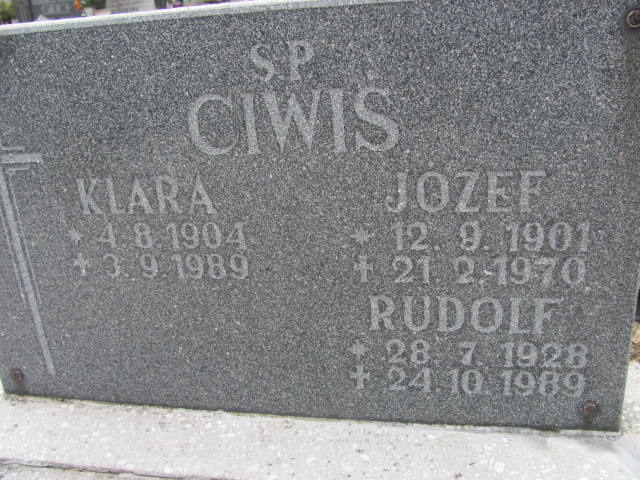 S.P.
CIWIS
KLARA
* 4.8.1904
✝ 3.9.1989
JOZEF
* 12.9.1901
✝ 21.2.1970
RUDOLF
* 28.7.1928
✝ 24.10.1989